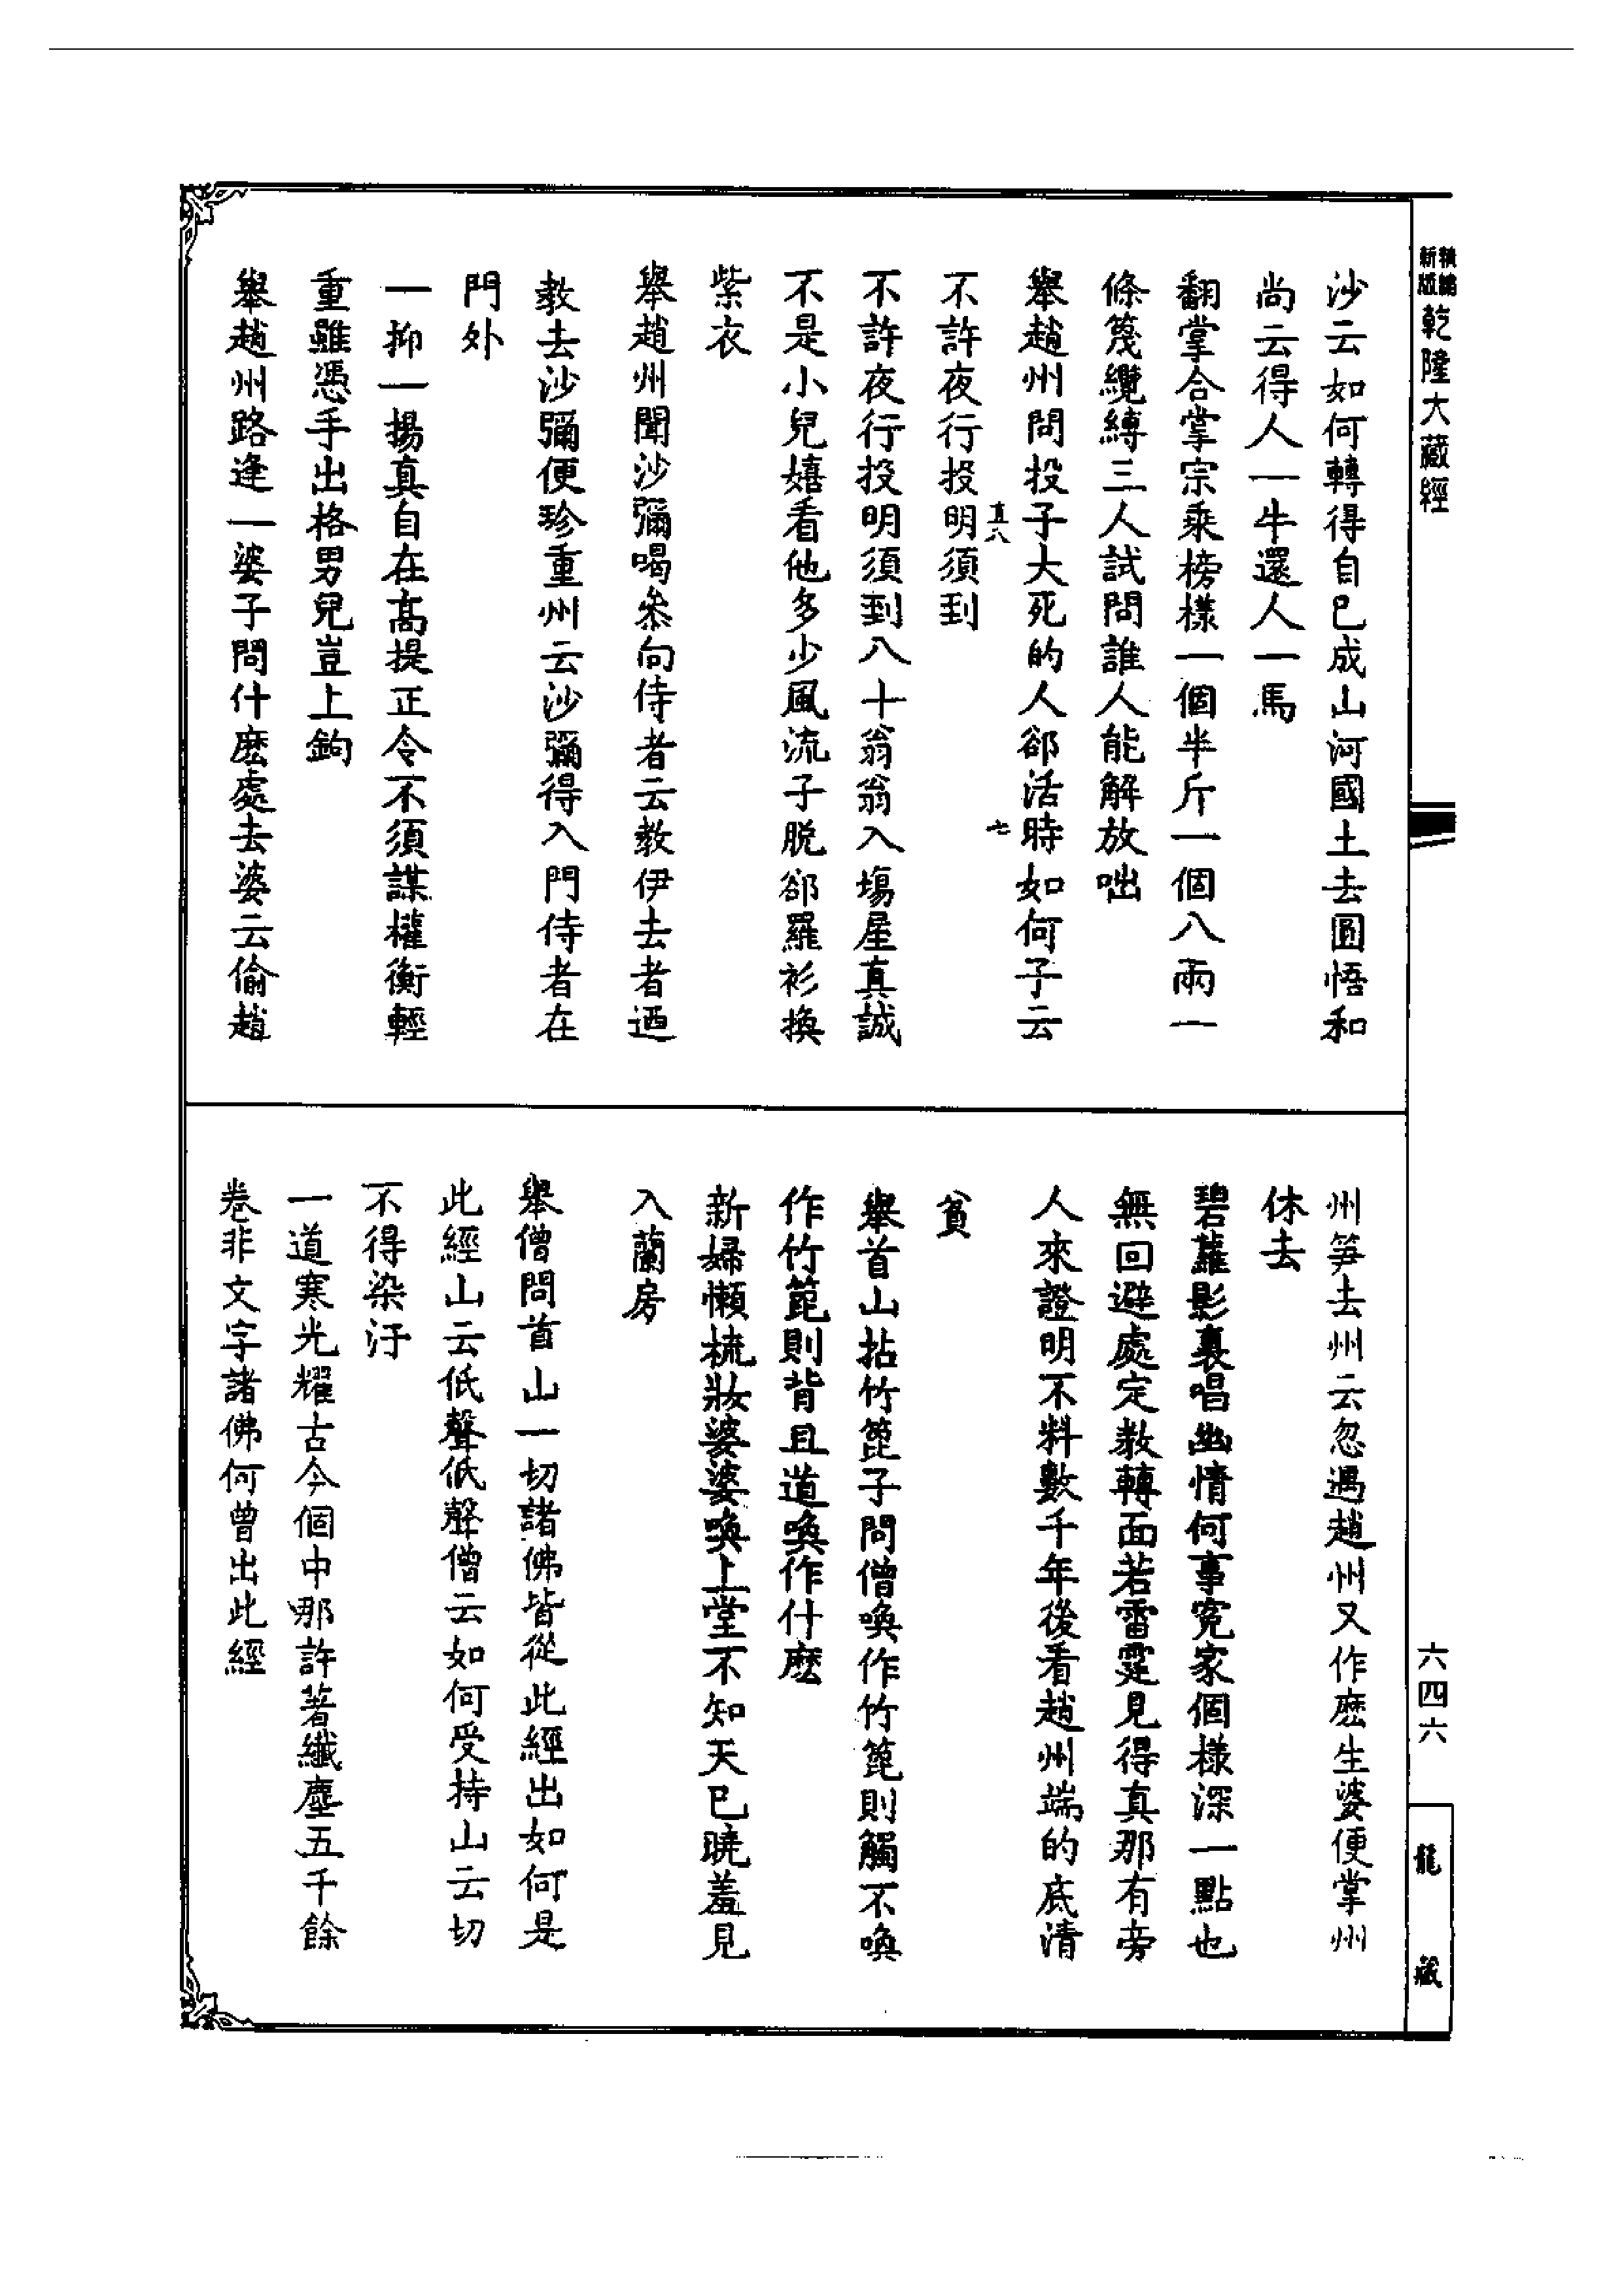 新編
新版
乾隆大藏經
沙云如何轉得自已成山河國土去圓悟和
尚云得人一牛還人一馬
翻掌合掌宗乘榜樣一個半斤一個八兩一
條篾纜縛三人試問誰人能解放咄
舉趙州問投子大死的人郤活時如何子云
真八
七
不許夜行投明須到
不許夜行投明須到八十翁翁入塲屋真誠
不是小兒嬉看他多少風流子脱郤羅衫換
紫衣
舉趙州聞沙彌喝叅向侍者云教伊去者迺
教去沙彌便珍重州云沙彌得入門侍者在
門外
一抑一揚真自在高提正令不須謀權衡輕
重雖憑手出格男兒豈上鉤
舉趙州路逢一婆子問什麽處去婆云偷趙
州笋去州云忽遇趙州又作麽生婆便掌州
休去
碧蘿影裏唱幽情何事寃家個樣深一點也
無回避處定教轉面若雷霆見得真那有旁
人來證明不料數千年後看趙州端的底清
貧
舉首山拈竹篦子問僧喚作竹篦則觸不喚
作竹篦則背且道喚作什麽
新婦懶梳妝婆婆喚上堂不知天已曉羞見
入蘭房
舉僧問首山一切諸佛皆從此經出如何是
此經山云低聲低聲僧云如何受持山云切
不得染汙
一道寒光耀古今個中那許著纖塵五千餘
卷非文字諸佛何曾出此經
六四六
龍藏